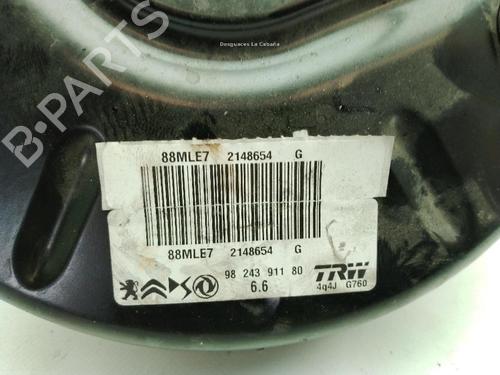 Desguaces La Cabaña
B-PARTS
88MLE7 2148654 G
88MLE7 2148654 G
98 243 911 80
6.6
TRW
4q4J G760